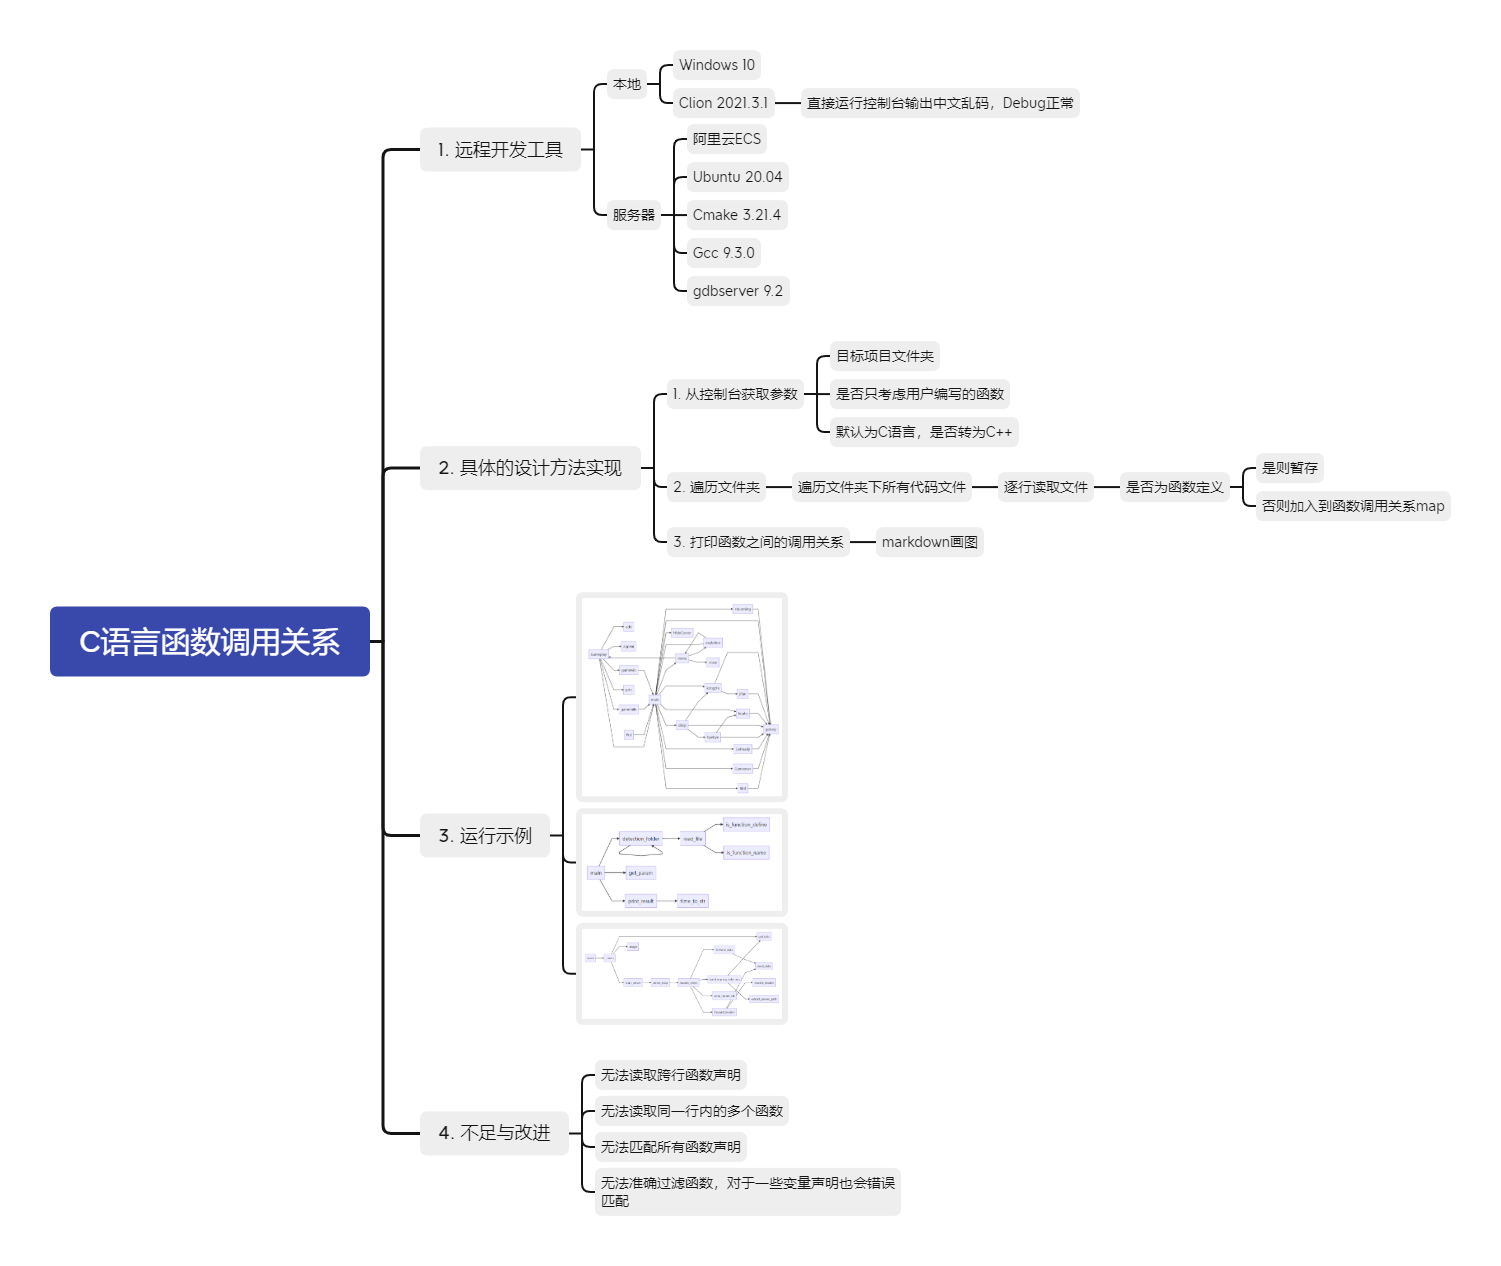 C语言函数调用关系
1. 远程开发工具
本地
Windows 10
Clion 2021.3.1
直接运行控制台输出中文乱码，Debug正常
服务器
阿里云ECS
Ubuntu 20.04
Cmake 3.21.4
Gcc 9.3.0
gdbserver 9.2
2. 具体的设计方法实现
1. 从控制台获取参数
目标项目文件夹
是否只考虑用户编写的函数
默认为C语言，是否转为C++
2. 遍历文件夹
遍历文件夹下所有代码文件
逐行读取文件
是否为函数定义
是则暂存
否则加入到函数调用关系map
3. 打印函数之间的调用关系
markdown画图
3. 运行示例
main
detection_folder
read_file
is_function_define
is_function_name
get_param
print_result
time_to_str
4. 不足与改进
无法读取跨行函数声明
无法读取同一行内的多个函数
无法匹配所有函数声明
无法准确过滤函数，对于一些变量声明也会错误
匹配